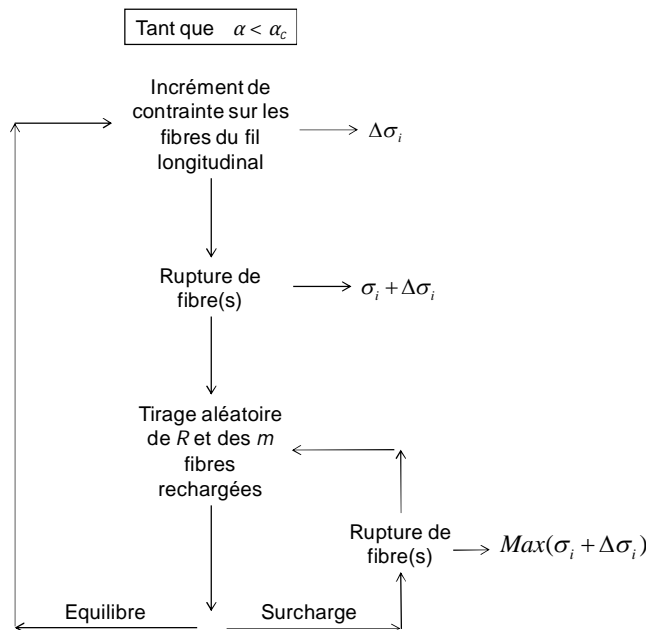 Tant que α < α_c
Incrément de
contrainte sur les
fibres du fil
longitudinal
Δσ_i
Rupture de
fibre(s)
σ_i + Δσ_i
Tirage aléatoire
de R et des m
fibres
rechargées
Rupture de
fibre(s)
Max(σ_i + Δσ_i)
Equilibre
Surcharge